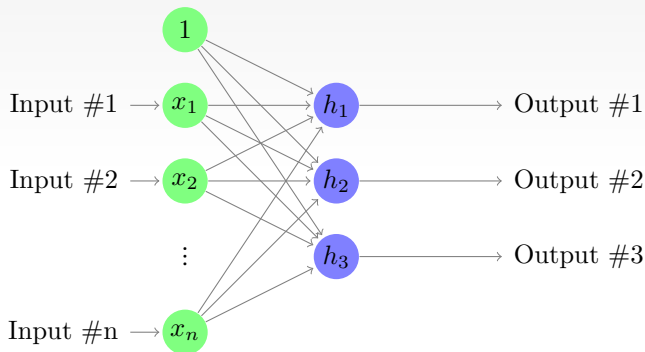 1
Input #1 x₁ h₁ Output #1
Input #2 x₂ h₂ Output #2
⋮ h₃ Output #3
Input #n xₙ